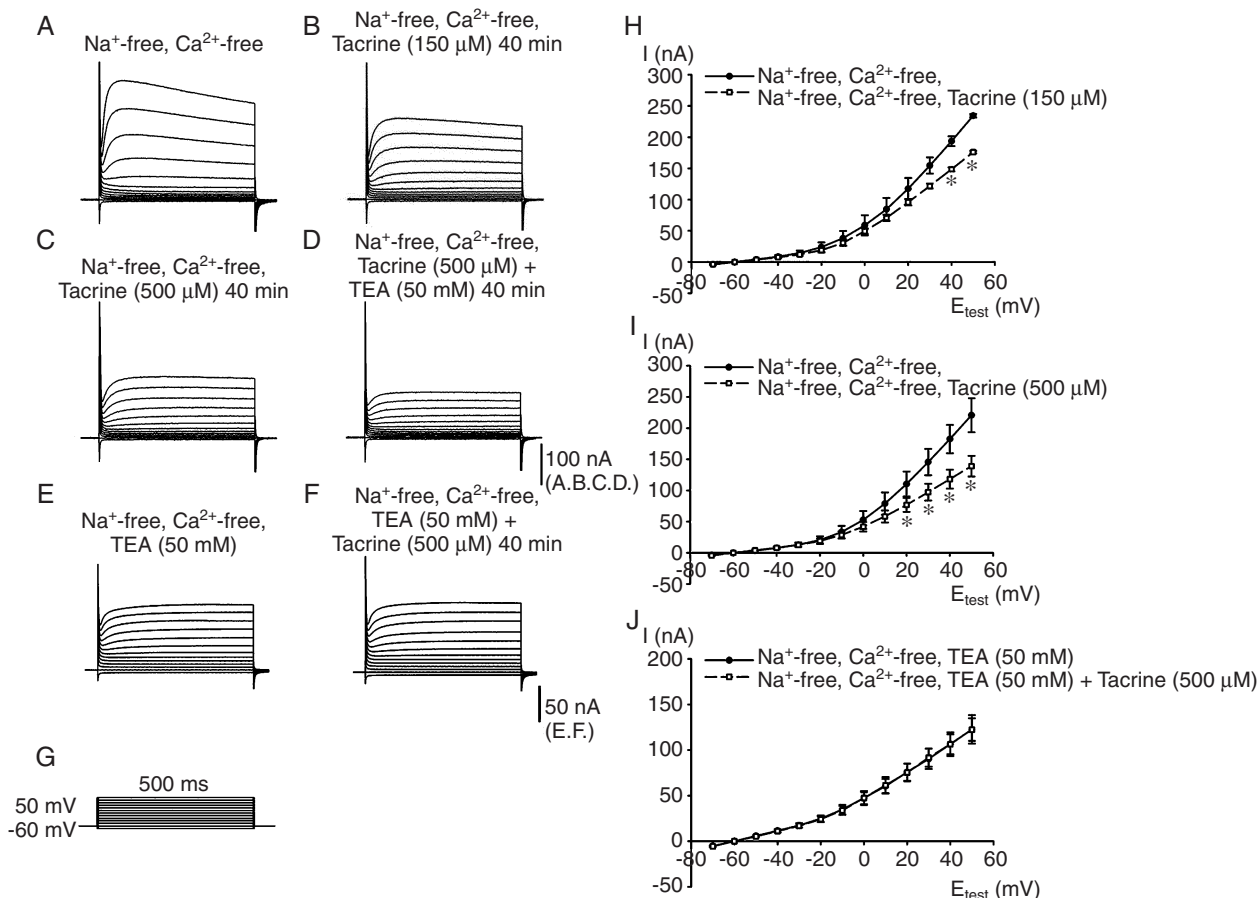 A
Na⁺-free, Ca²⁺-free
B
Na⁺-free, Ca²⁺-free,
Tacrine (150 μM) 40 min
C
Na⁺-free, Ca²⁺-free,
Tacrine (500 μM) 40 min
D
Na⁺-free, Ca²⁺-free,
Tacrine (500 μM) +
TEA (50 mM) 40 min
100 nA
(A.B.C.D.)
E
Na⁺-free, Ca²⁺-free,
TEA (50 mM)
F
Na⁺-free, Ca²⁺-free,
TEA (50 mM) +
Tacrine (500 μM) 40 min
50 nA
(E.F.)
G
500 ms
50 mV
-60 mV
H
I (nA)
Na⁺-free, Ca²⁺-free,
Na⁺-free, Ca²⁺-free, Tacrine (150 μM)
300
250
200
150
100
50
0
-50
-80 -60 -40 -20 0 20 40 60
* *
E_test (mV)
I
I (nA)
Na⁺-free, Ca²⁺-free,
Na⁺-free, Ca²⁺-free, Tacrine (500 μM)
300
250
200
150
100
50
0
-50
-80 -60 -40 -20 0 20 40 60
* * * *
E_test (mV)
J
I (nA)
Na⁺-free, Ca²⁺-free, TEA (50 mM)
Na⁺-free, Ca²⁺-free, TEA (50 mM) + Tacrine (500 μM)
200
150
100
50
0
-50
-80 -60 -40 -20 0 20 40 60
E_test (mV)